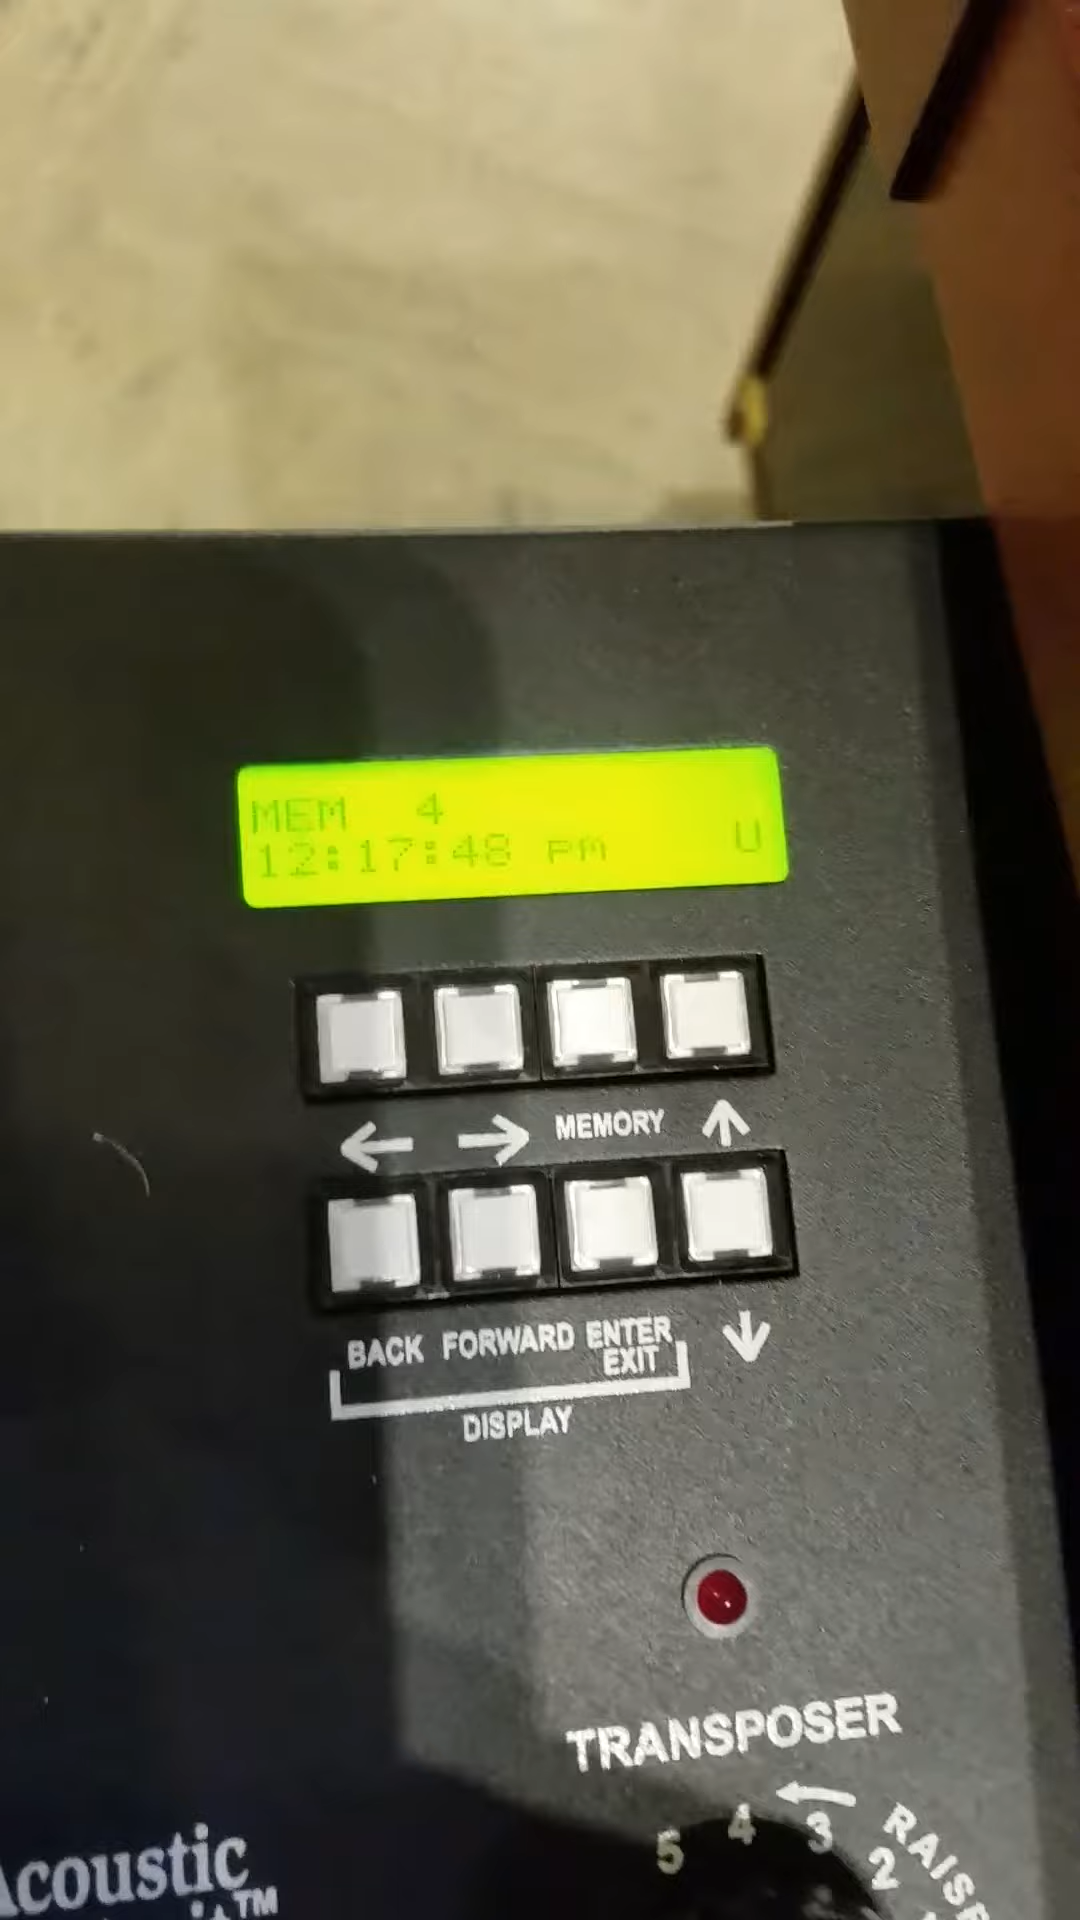 MEM 4
12:17:48 pm U
← → MEMORY ↑
BACK FORWARD ENTER
EXIT ↓
DISPLAY
TRANSPOSER
5 4 3 2
←
RAISE
Acoustic